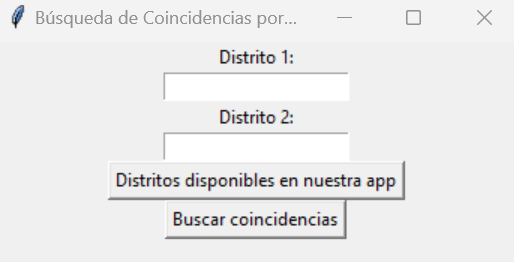 Búsqueda de Coincidencias por...
Distrito 1:
Distrito 2:
Distritos disponibles en nuestra app
Buscar coincidencias